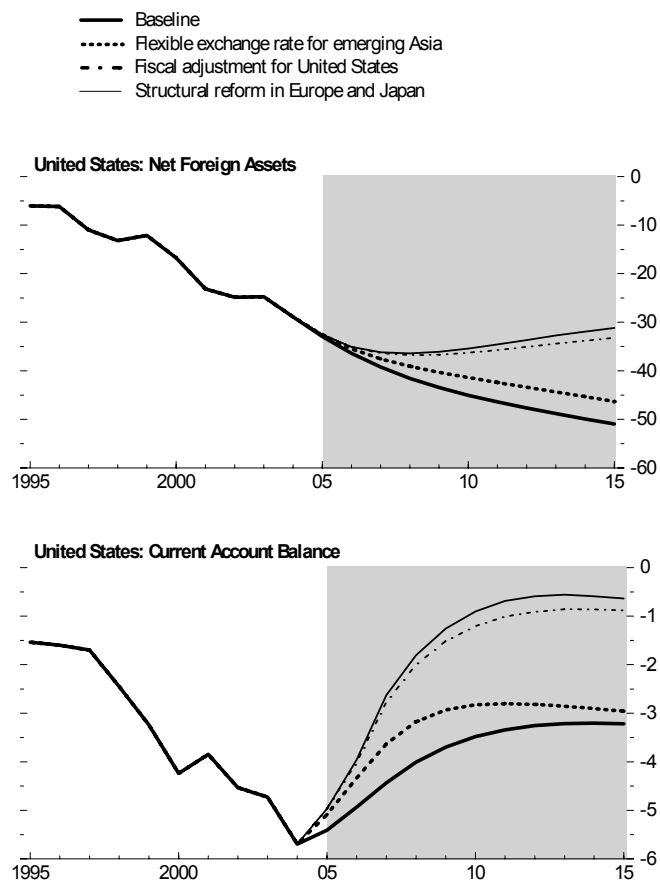 Baseline
Flexible exchange rate for emerging Asia
Fiscal adjustment for United States
Structural reform in Europe and Japan
United States: Net Foreign Assets
0
-10
-20
-30
-40
-50
-60
1995 2000 05 10 15
United States: Current Account Balance
0
-1
-2
-3
-4
-5
-6
1995 2000 05 10 15